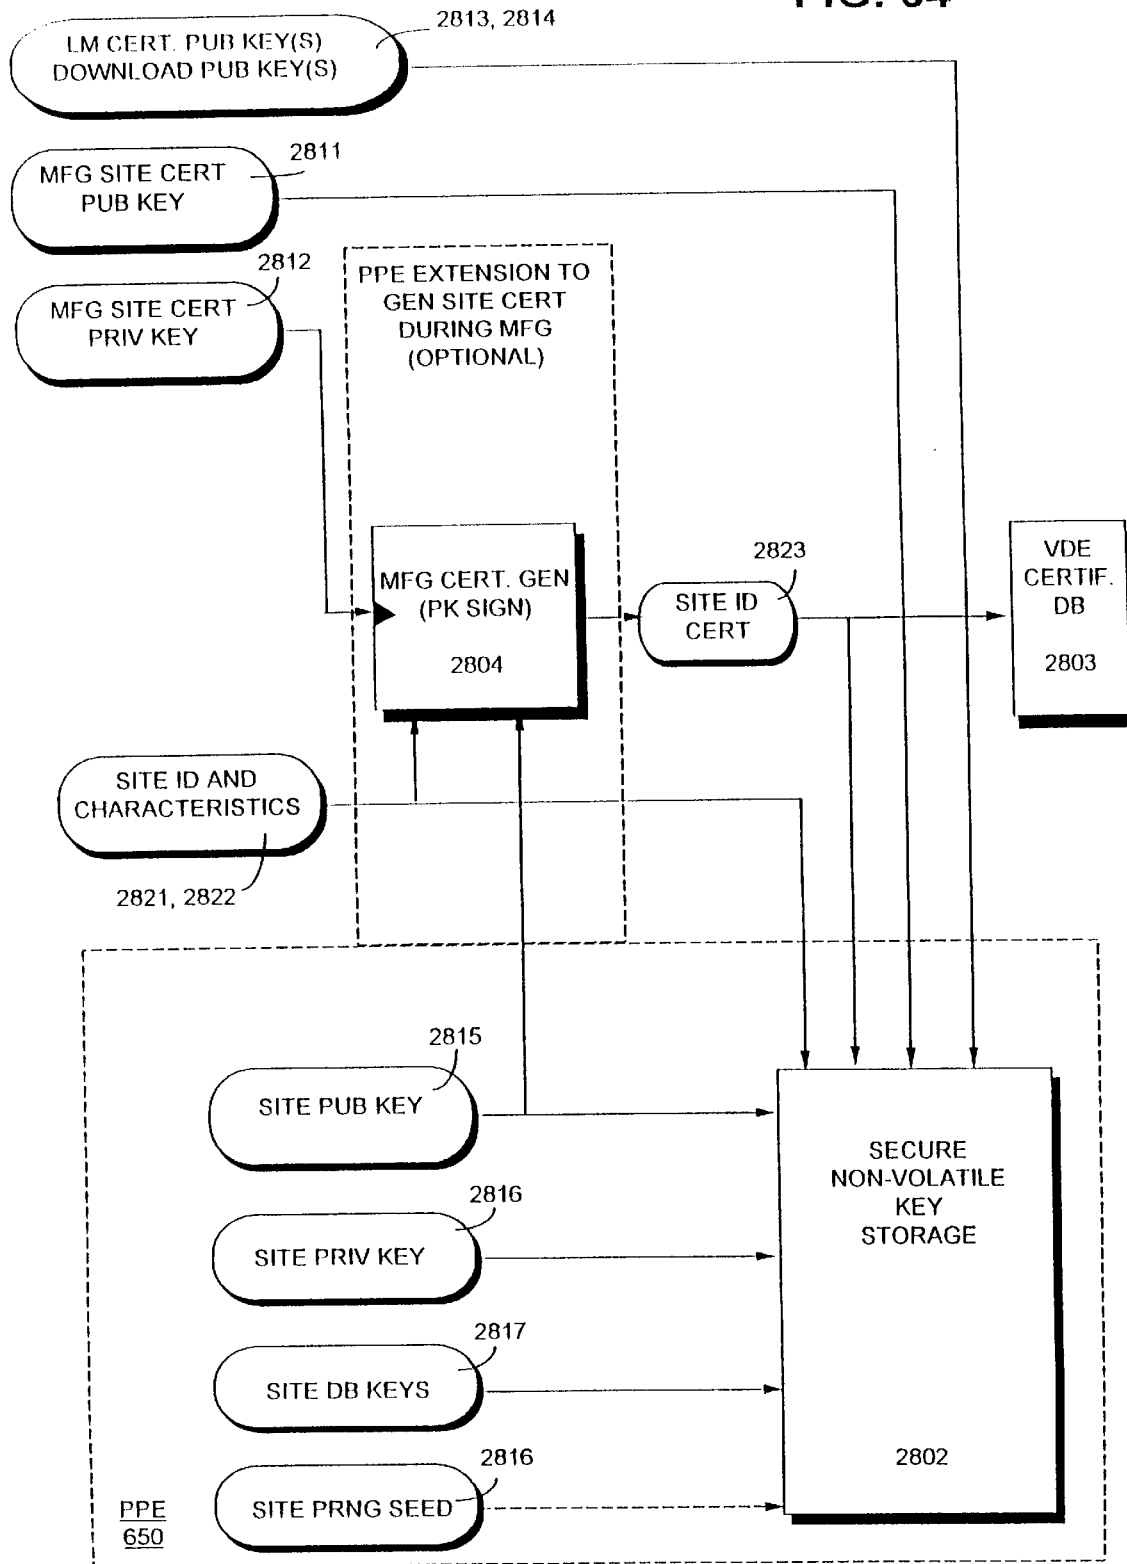 FIG. 64
2813, 2814
LM CERT. PUB KEY(S)
DOWNLOAD PUB KEY(S)
2811
MFG SITE CERT
PUB KEY
2812
MFG SITE CERT
PRIV KEY
PPE EXTENSION TO
GEN SITE CERT
DURING MFG
(OPTIONAL)
MFG CERT. GEN
(PK SIGN)
2804
2823
SITE ID
CERT
VDE
CERTIF.
DB
2803
SITE ID AND
CHARACTERISTICS
2821, 2822
2815
SITE PUB KEY
2816
SITE PRIV KEY
2817
SITE DB KEYS
2816
SITE PRNG SEED
SECURE
NON-VOLATILE
KEY
STORAGE
2802
PPE
650